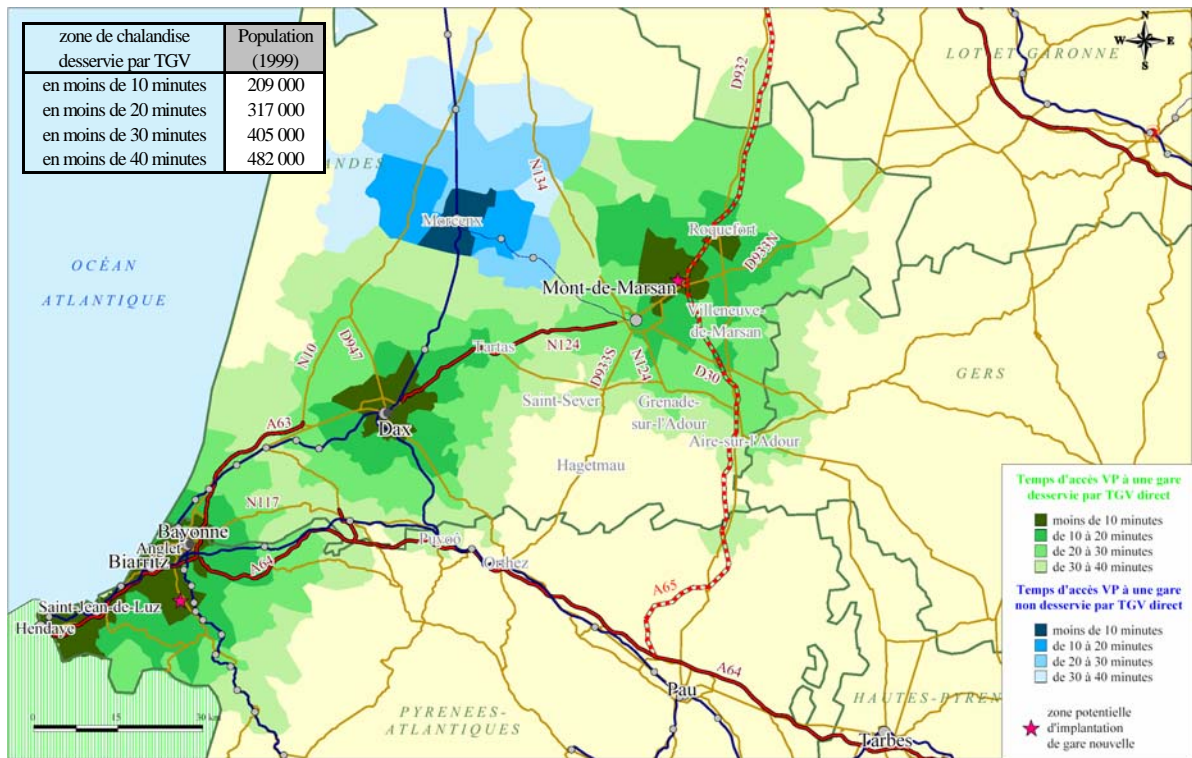 zone de chalandise
desservie par TGV
Population
(1999)
en moins de 10 minutes 209 000
en moins de 20 minutes 317 000
en moins de 30 minutes 405 000
en moins de 40 minutes 482 000
N
W E
S
LOT ET GARONNE
D932
ANDES
N134
Morcenx
Roquefort
D933N
OCÉAN
ATLANTIQUE
Mont-de-Marsan
Villeneuve-
de-Marsan
N10
D947
Tartas
N124
D933S
N124
D30
GERS
Saint-Sever
Grenade-
sur-l'Adour
Aire-sur-l'Adour
A63
Dax
Hagetmau
N117
Bayonne
Anglet
Biarritz
A64
Puyoô
Orthez
Saint-Jean-de-Luz
Hendaye
A65
A64
Pau
PYRENEES-
ATLANTIQUES
HAUTES-PYREN
Tarbes
0 15 30 km
Temps d'accès VP à une gare
desservie par TGV direct
moins de 10 minutes
de 10 à 20 minutes
de 20 à 30 minutes
de 30 à 40 minutes
Temps d'accès VP à une gare
non desservie par TGV direct
moins de 10 minutes
de 10 à 20 minutes
de 20 à 30 minutes
de 30 à 40 minutes
zone potentielle
d'implantation
de gare nouvelle